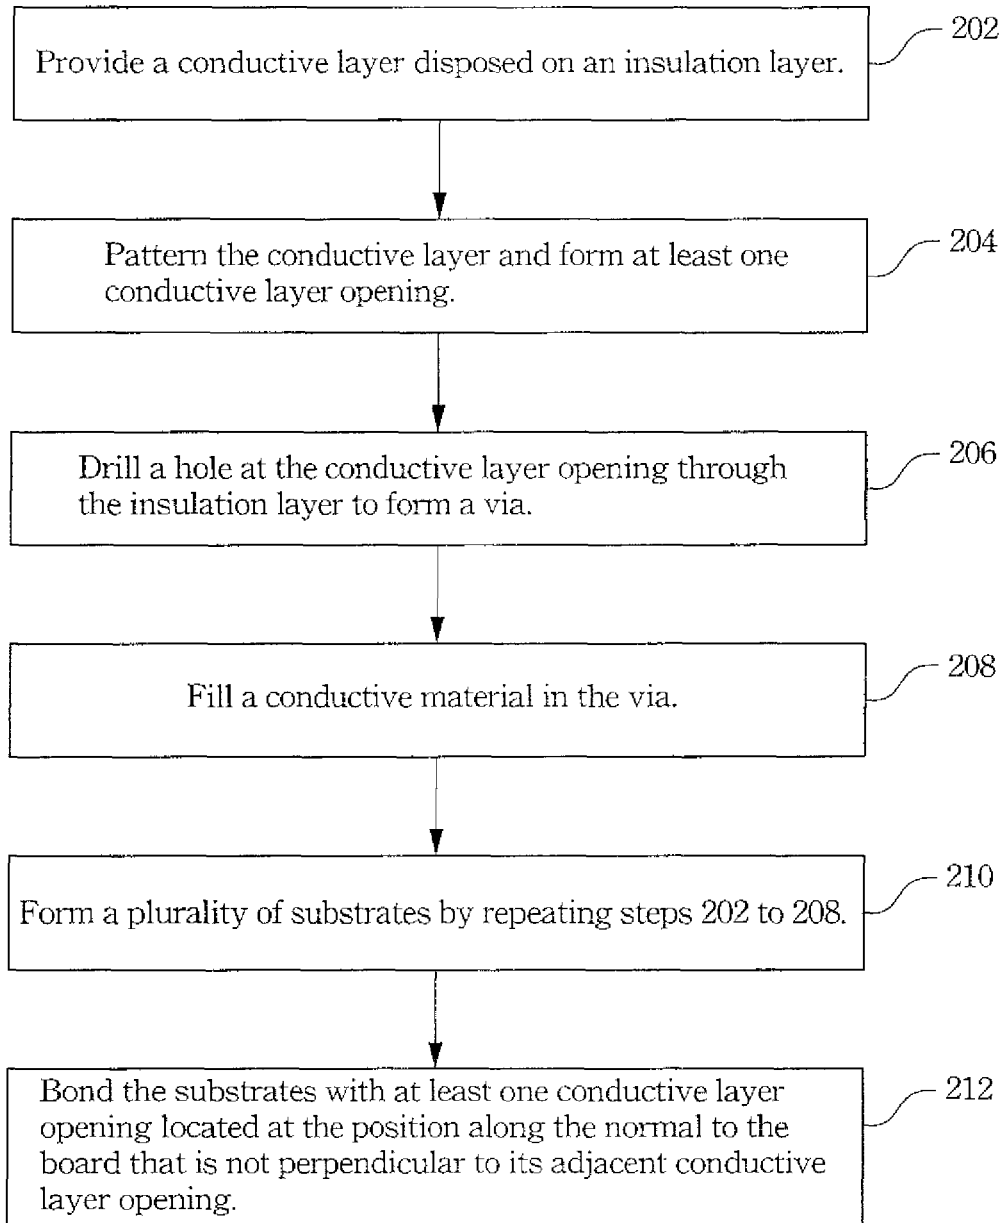 202
Provide a conductive layer disposed on an insulation layer.
204
Pattern the conductive layer and form at least one
conductive layer opening.
206
Drill a hole at the conductive layer opening through
the insulation layer to form a via.
208
Fill a conductive material in the via.
210
Form a plurality of substrates by repeating steps 202 to 208.
212
Bond the substrates with at least one conductive layer
opening located at the position along the normal to the
board that is not perpendicular to its adjacent conductive
layer opening.